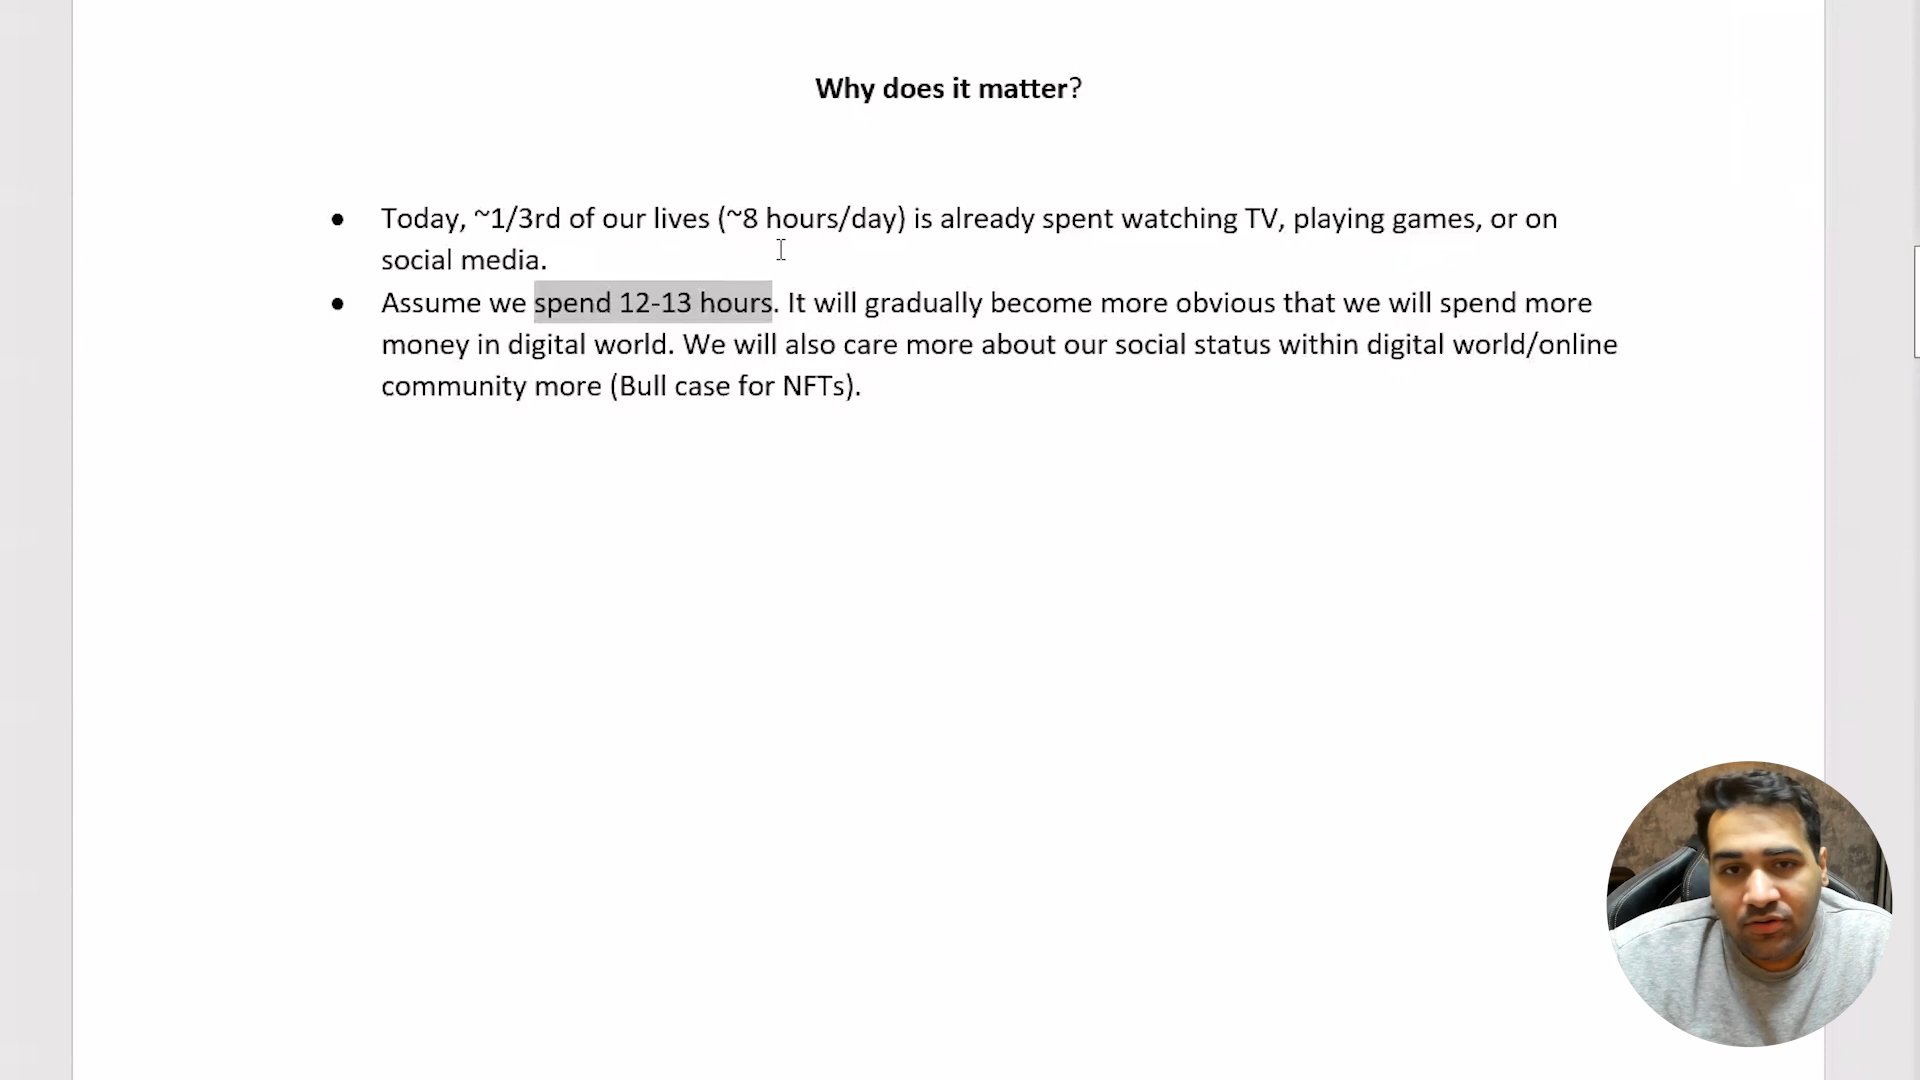 Why does it matter?
• Today, ~1/3rd of our lives (~8 hours/day) is already spent watching TV, playing games, or on
social media.
• Assume we spend 12-13 hours. It will gradually become more obvious that we will spend more
money in digital world. We will also care more about our social status within digital world/online
community more (Bull case for NFTs).